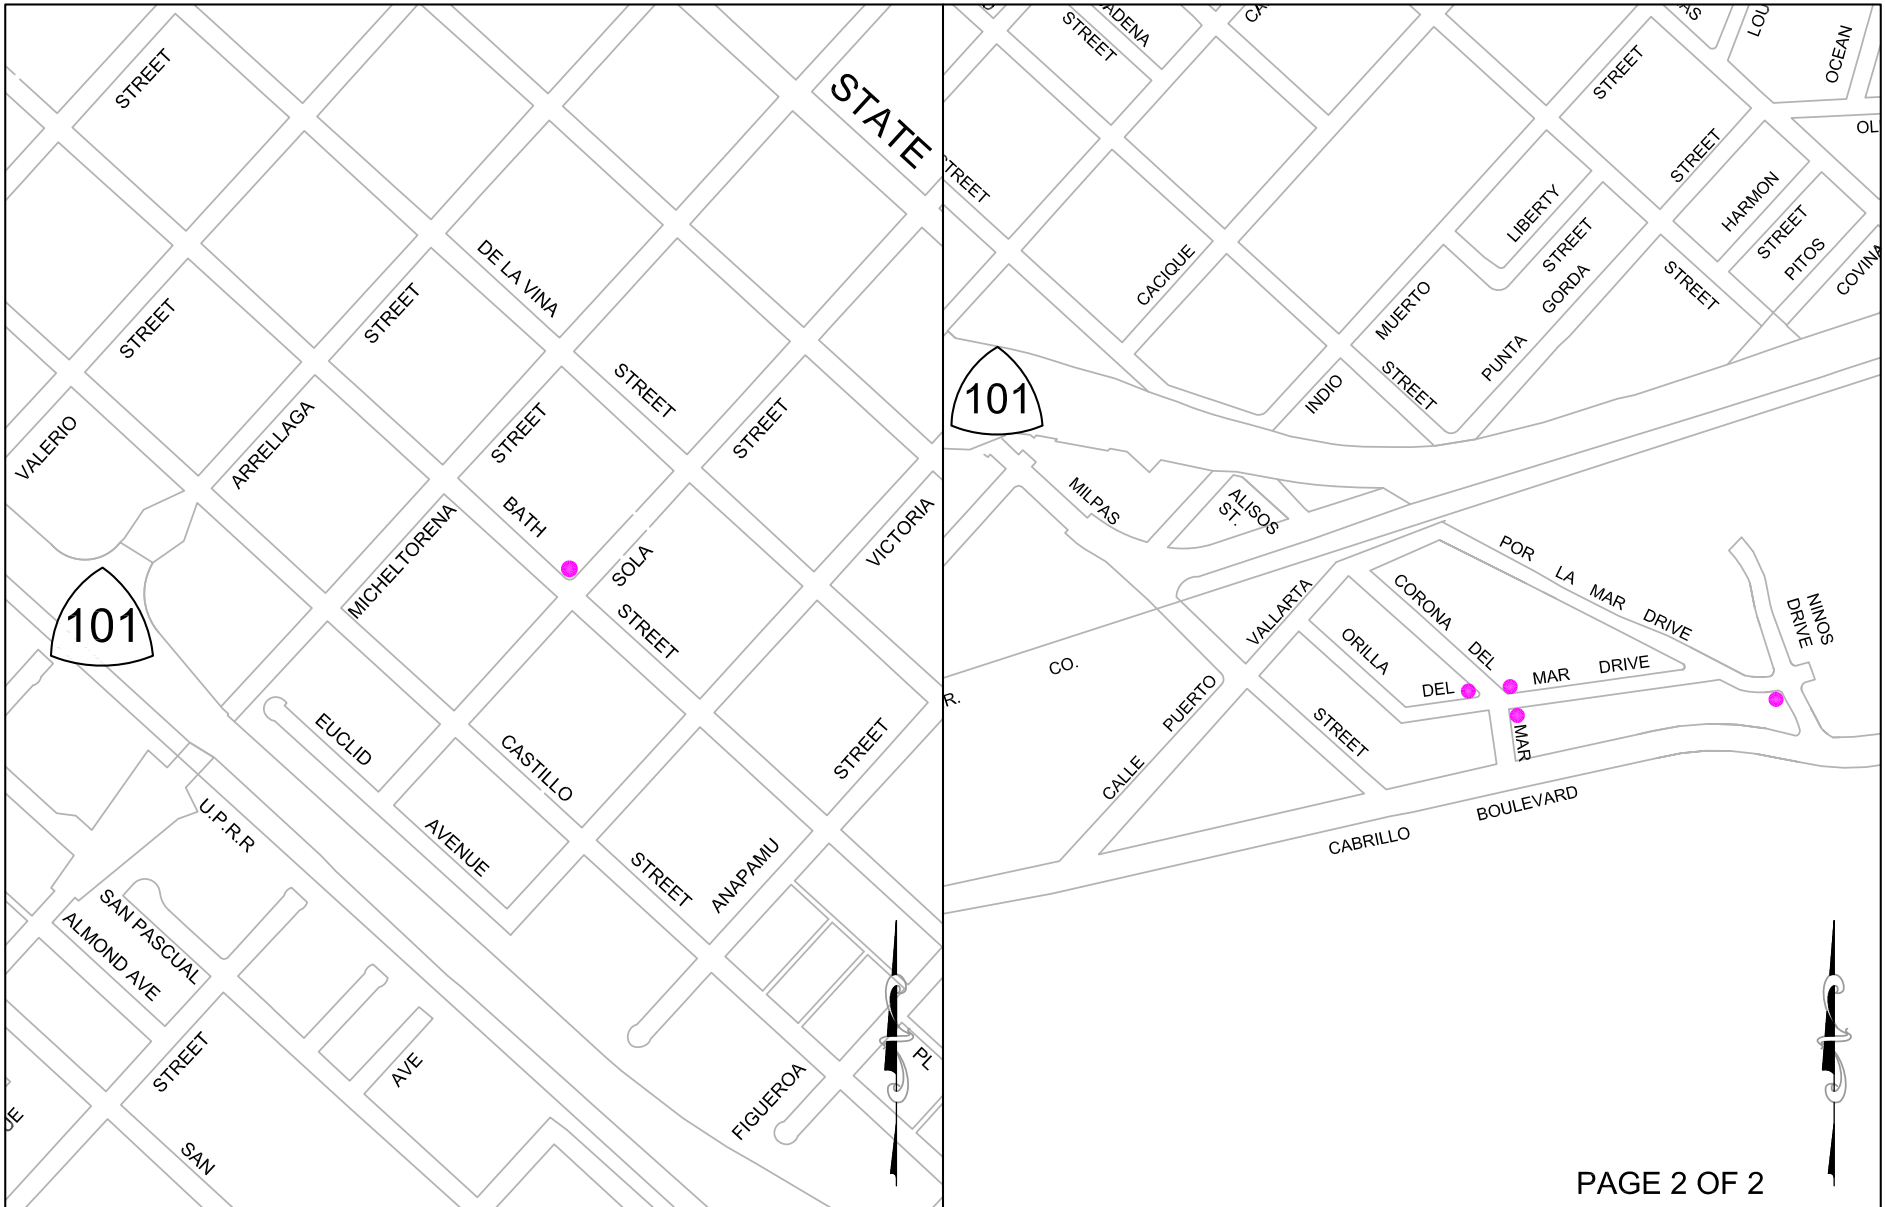 STREET
STATE
DE LA VINA
STREET
STREET
STREET
STREET
STREET
VALERIO
ARRELLAGA
BATH
MICHELTORENA
SOLA
VICTORIA
STREET
101
EUCLID
CASTILLO
STREET
U.P.R.R
AVENUE
STREET
ANAPAMU
SAN PASCUAL
ALMOND AVE
STREET
AVE
PL
FIGUEROA
SAN
UE
ADENA
STREET
CA
AS
LOU
OCEAN
STREET
STREET
OL
STREET
HARMON
STREET
PITOS
COVINA
LIBERTY
STREET
GORDA
CACIQUE
MUERTO
STREET
PUNTA
STREET
INDIO
101
MILPAS
ALISOS
ST.
POR LA MAR DRIVE
NINOS
DRIVE
VALLARTA
CORONA DEL MAR DRIVE
ORILLA DEL MAR
CO.
R.
CALLE PUERTO
STREET
CABRILLO BOULEVARD
PAGE 2 OF 2